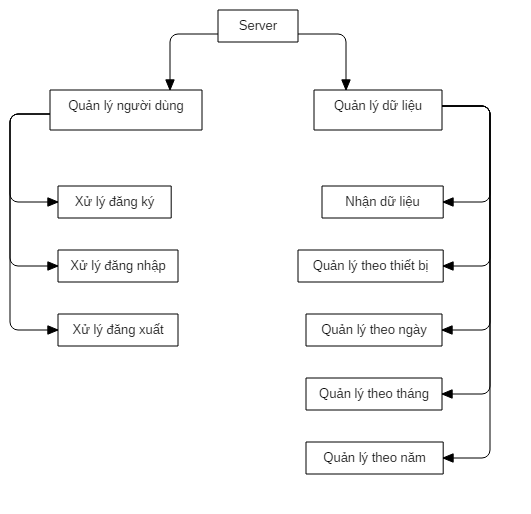 Server
Quản lý người dùng
Quản lý dữ liệu
Xử lý đăng ký
Nhận dữ liệu
Xử lý đăng nhập
Quản lý theo thiết bị
Xử lý đăng xuất
Quản lý theo ngày
Quản lý theo tháng
Quản lý theo năm